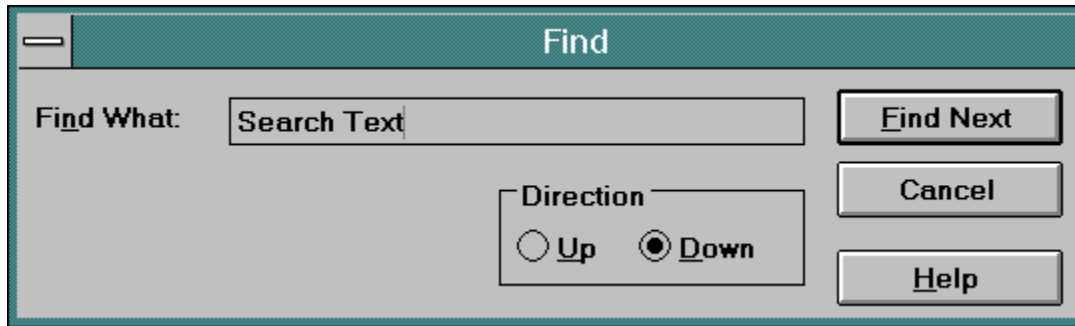 Find
Find What: Search Text
Find Next
Direction
Cancel
Up Down
Help